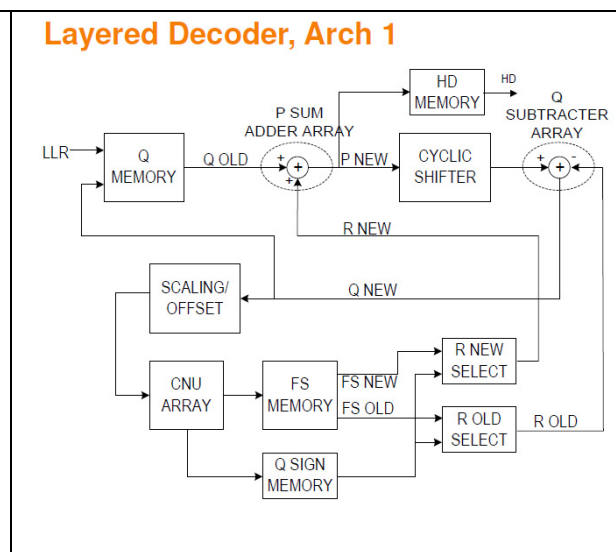 Layered Decoder, Arch 1
HD
MEMORY
HD
P SUM
ADDER ARRAY
Q
SUBTRACTER
ARRAY
LLR
Q
MEMORY
Q OLD
+
+
+
P NEW
CYCLIC
SHIFTER
+
+
-
R NEW
SCALING/
OFFSET
Q NEW
CNU
ARRAY
FS
MEMORY
FS NEW
FS OLD
R NEW
SELECT
R OLD
SELECT
R OLD
Q SIGN
MEMORY